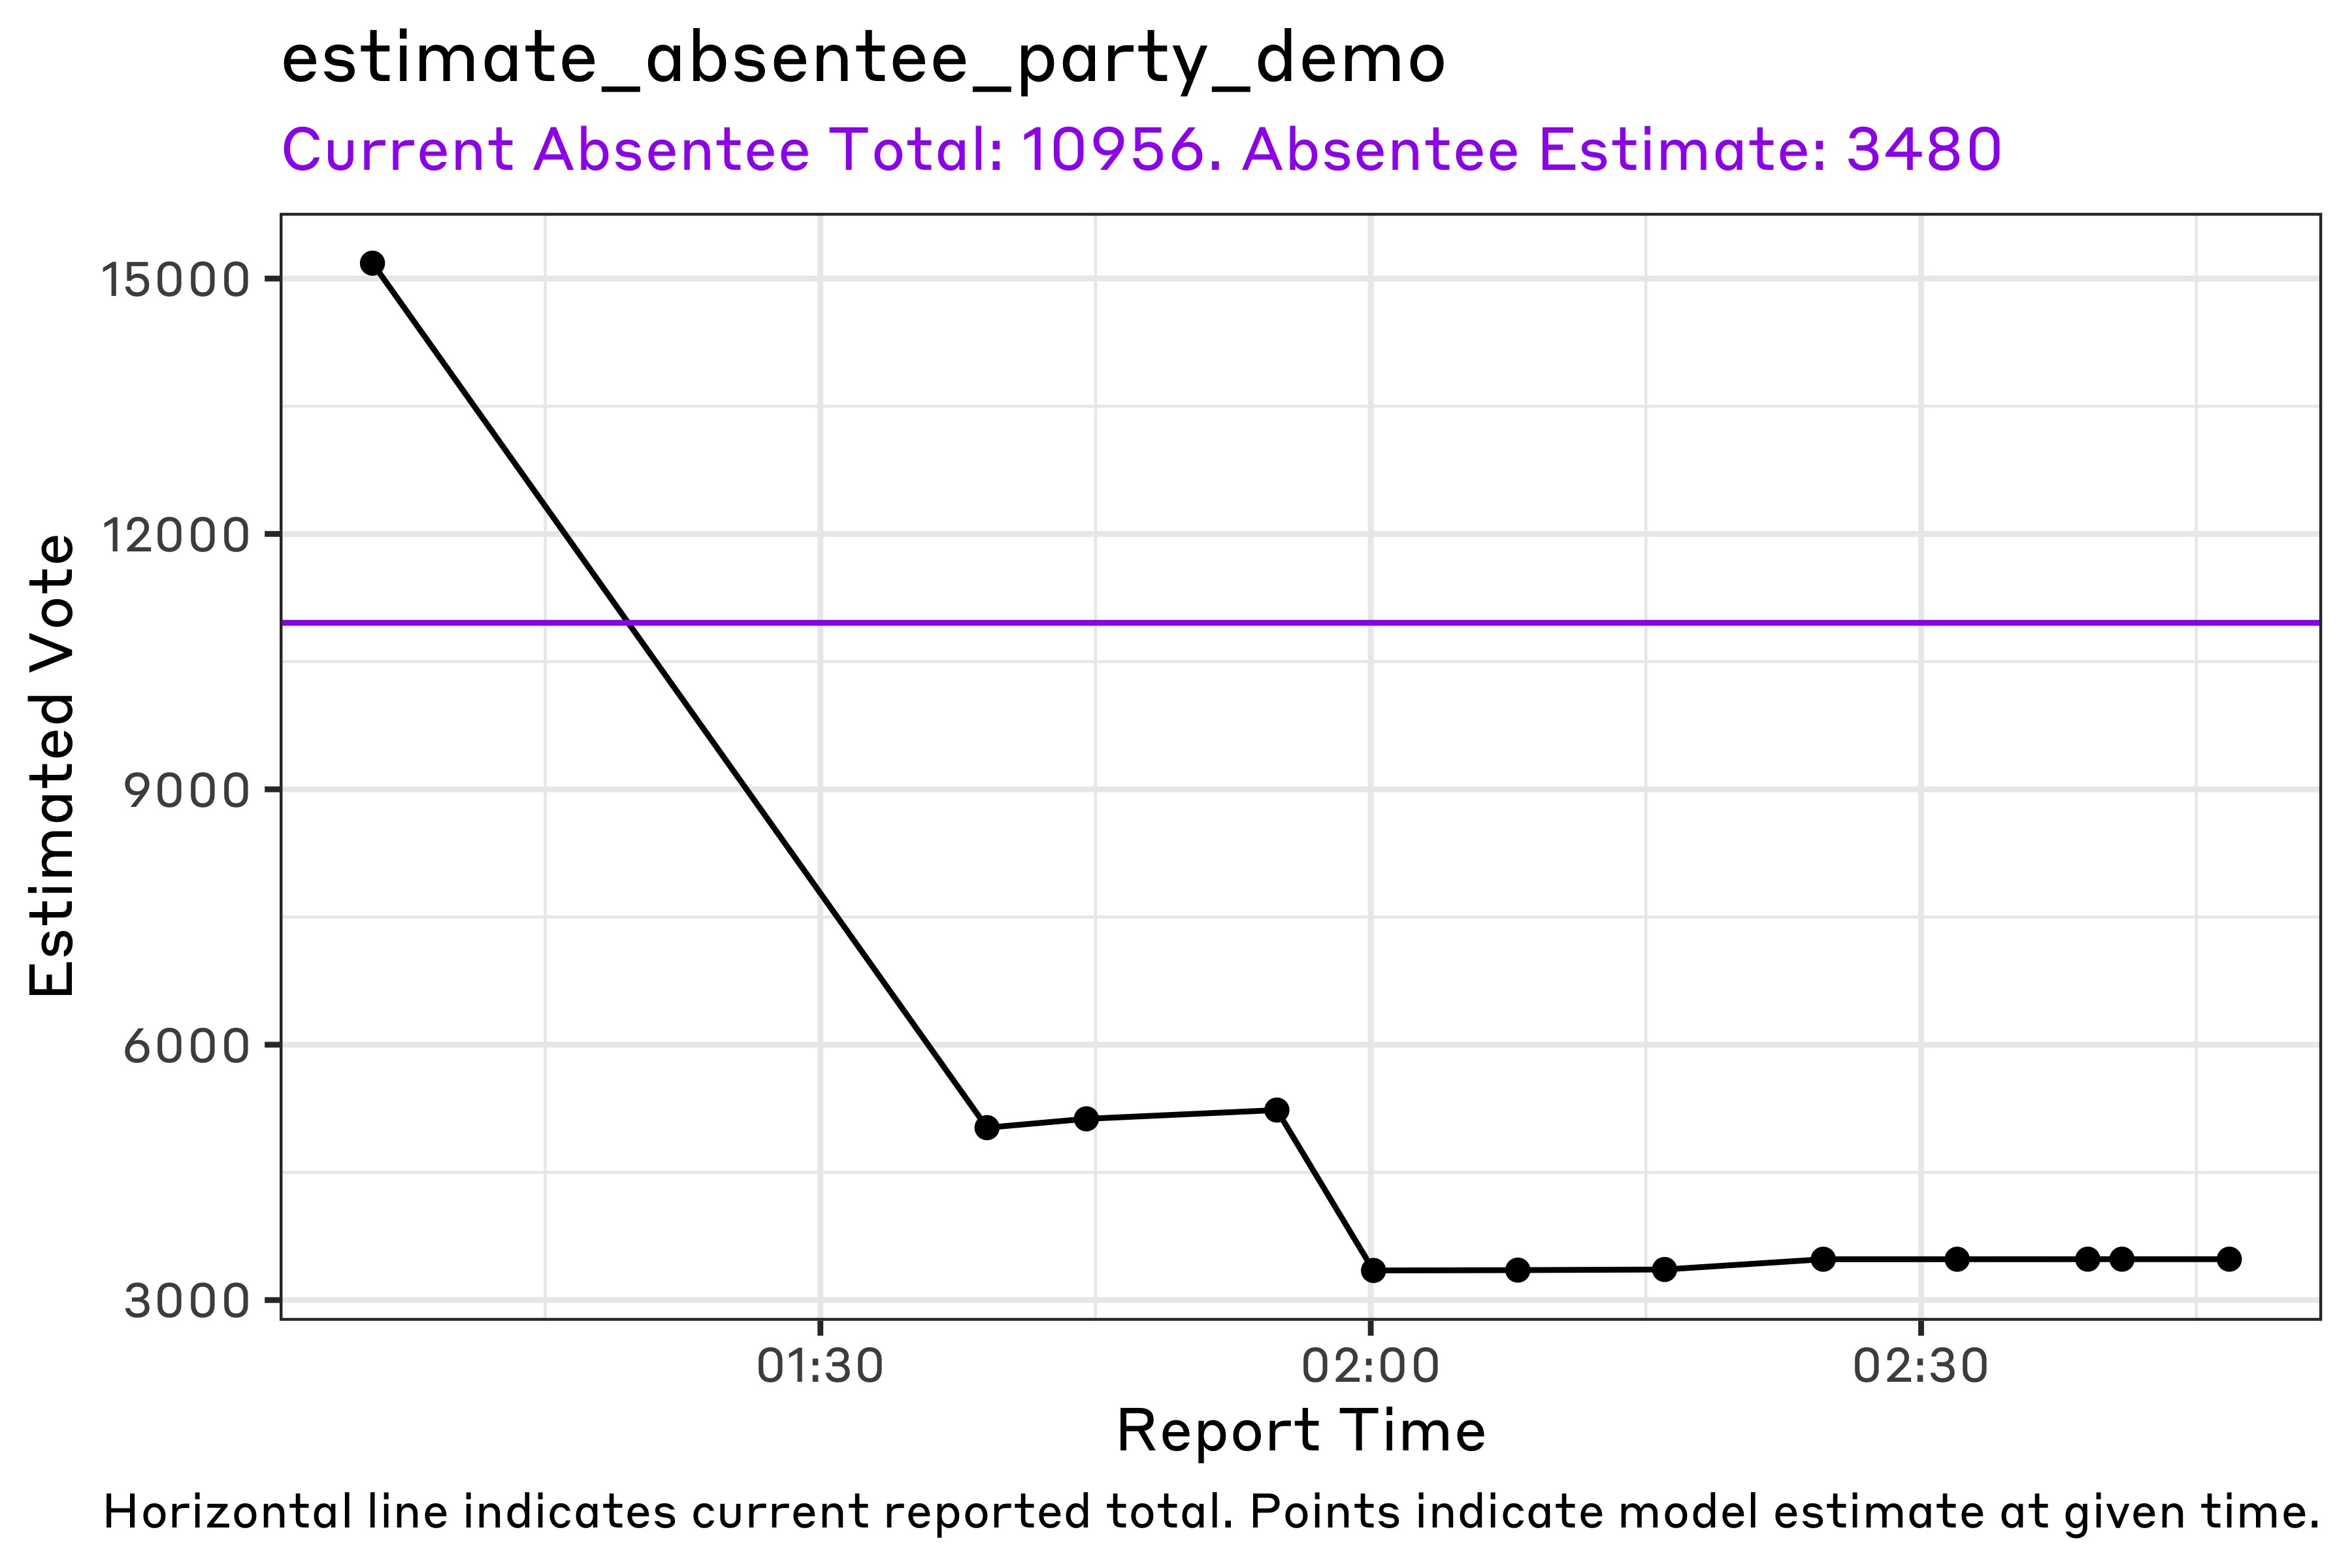 estimate_absentee_party_demo
Current Absentee Total: 10956. Absentee Estimate: 3480
Estimated Vote
15000
12000
9000
6000
3000
01:30 02:00 02:30
Report Time
Horizontal line indicates current reported total. Points indicate model estimate at given time.